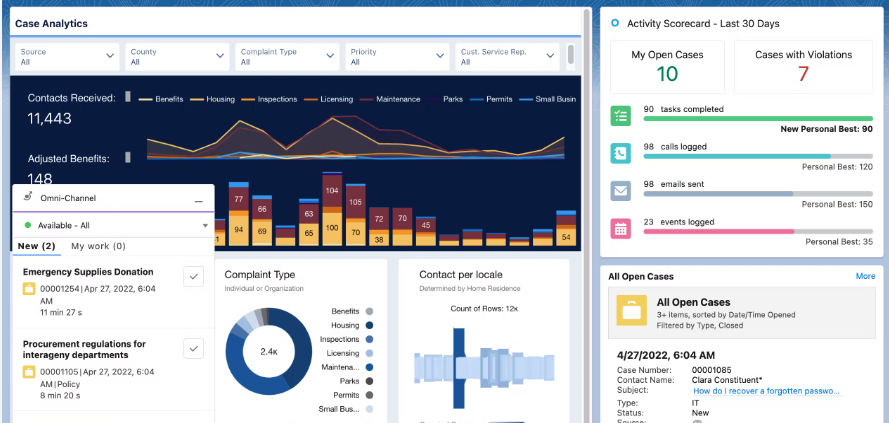 Case Analytics
Source
All
County
All
Complaint Type
All
Priority
All
Cust. Service Rep.
All
Contacts Received:
11,443
Benefits
Housing
Inspections
Licensing
Maintenance
Parks
Permits
Small Busin
Adjusted Benefits:
148
77
94
66
69
63
65
104
100
105
70
72
38
70
45
54
Omni-Channel
Available - All
New (2)
My work (0)
Emergency Supplies Donation
00001254 | Apr 27, 2022, 6:04
AM
11 min 27 s
Procurement regulations for
interageny departments
00001105 | Apr 27, 2022, 6:04
AM | Policy
8 min 20 s
Complaint Type
Individual or Organization
2.4K
Benefits
Housing
Inspections
Licensing
Maintena...
Parks
Permits
Small Bus...
Contact per locale
Determined by Home Residence
Count of Rows: 12x
Activity Scorecard - Last 30 Days
My Open Cases
10
Cases with Violations
7
90 tasks completed
New Personal Best: 90
98 calls logged
Personal Best: 120
98 emails sent
Personal Best: 150
23 events logged
Personal Best: 35
All Open Cases
More
All Open Cases
3+ items, sorted by Date/Time Opened
Filtered by Type, Closed
4/27/2022, 6:04 AM
Case Number: 00001085
Contact Name: Clara Constituent*
Subject: How do I recover a forgotten passwo...
Type: IT
Status: New